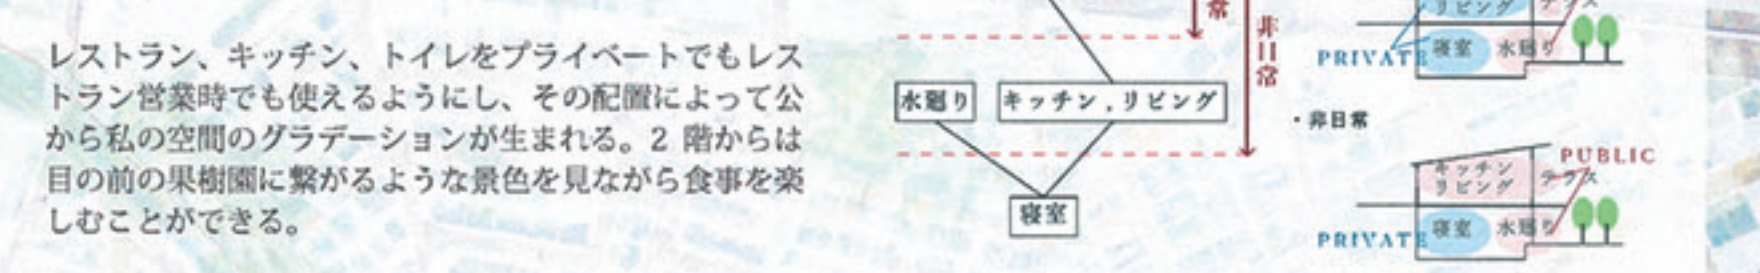 レストラン、キッチン、トイレをプライベートでもレス
トラン営業時でも使えるようにし、その配置によって公
から私の空間のグラデーションが生まれる。2 階からは
目の前の果樹園に繋がるような景色を見ながら食事を楽
しむことができる。
常
非日常
水廻り
キッチン , リビング
寝室
リビング
テラス
PRIVATE
寝室
水廻り
・非日常
PUBLIC
キッチン
リビング
テラス
PRIVATE
寝室
水廻り